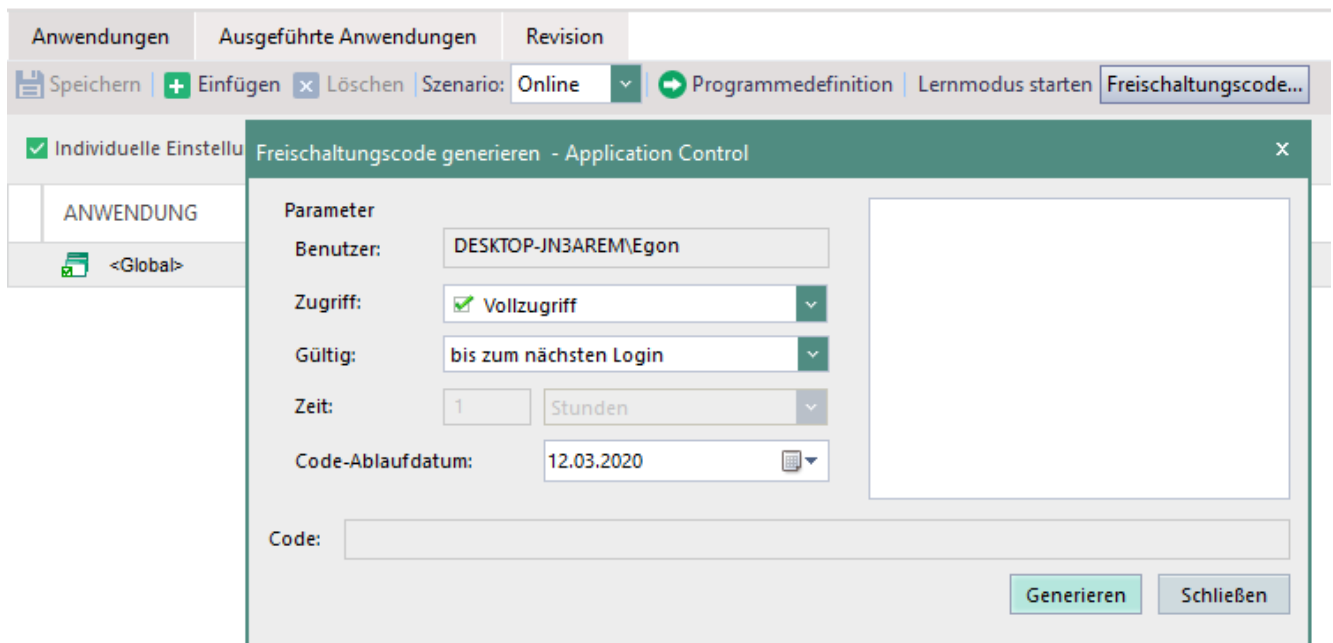 Anwendungen Ausgeführte Anwendungen Revision
Speichern Einfügen Löschen Szenario: Online Programmedefinition Lernmodus starten Freischaltungscode...
Individuelle Einstellu
Freischaltungscode generieren - Application Control x
ANWENDUNG
<Global>
Parameter
Benutzer: DESKTOP-JN3AREM\Egon
Zugriff: Vollzugriff
Gültig: bis zum nächsten Login
Zeit: 1 Stunden
Code-Ablaufdatum: 12.03.2020
Code:
Generieren Schließen